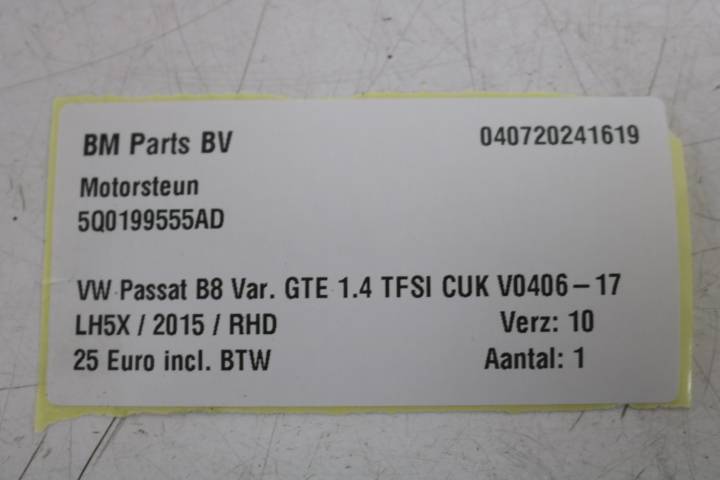 BM Parts BV 040720241619
Motorsteun
5Q0199555AD
VW Passat B8 Var. GTE 1.4 TFSI CUK V0406-17
LH5X / 2015 / RHD Verz: 10
25 Euro incl. BTW Aantal: 1